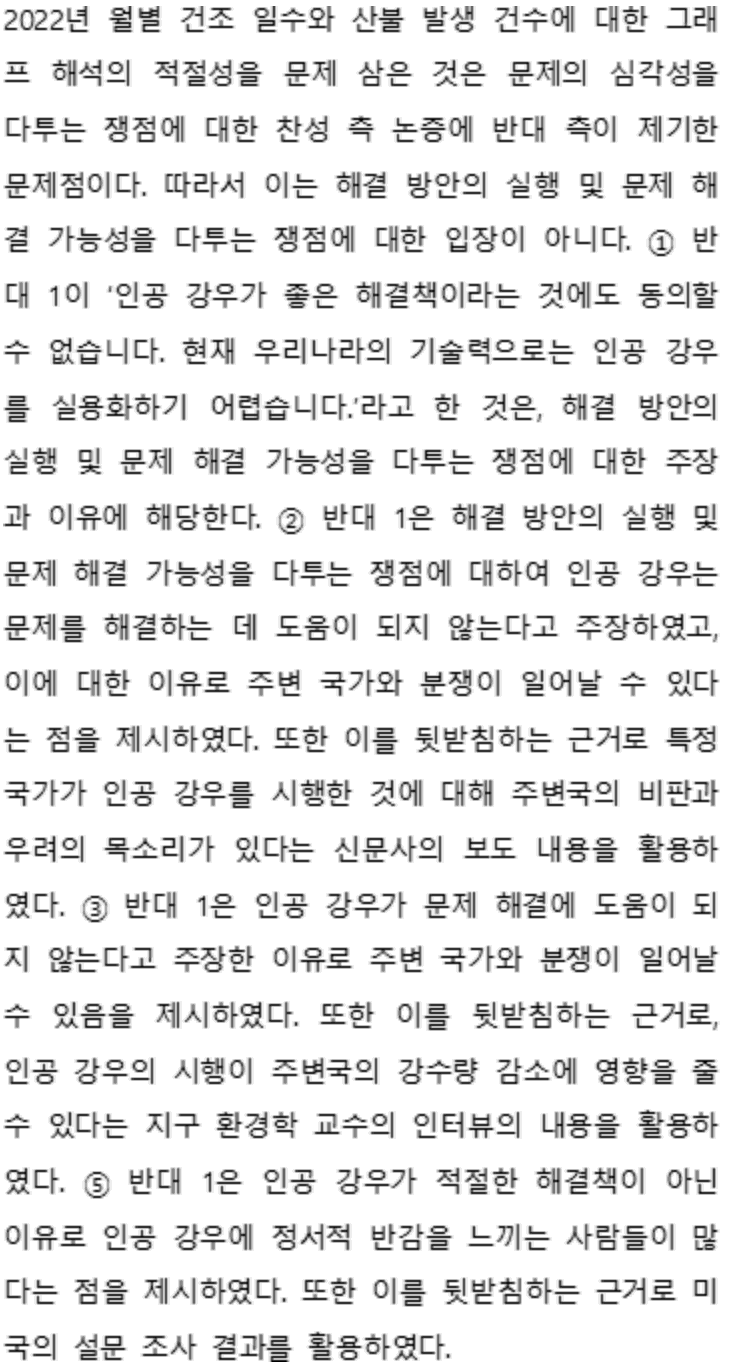 2022년 월별 건조 일수와 산불 발생 건수에 대한 그래
프 해석의 적절성을 문제 삼은 것은 문제의 심각성을
다투는 쟁점에 대한 찬성 측 논증에 반대 측이 제기한
문제점이다. 따라서 이는 해결 방안의 실행 및 문제 해
결 가능성을 다투는 쟁점에 대한 입장이 아니다. ① 반
대 1이 ‘인공 강우가 좋은 해결책이라는 것에도 동의할
수 없습니다. 현재 우리나라의 기술력으로는 인공 강우
를 실용화하기 어렵습니다.’라고 한 것은, 해결 방안의
실행 및 문제 해결 가능성을 다투는 쟁점에 대한 주장
과 이유에 해당한다. ② 반대 1은 해결 방안의 실행 및
문제 해결 가능성을 다투는 쟁점에 대하여 인공 강우는
문제를 해결하는 데 도움이 되지 않는다고 주장하였고,
이에 대한 이유로 주변 국가와 분쟁이 일어날 수 있다
는 점을 제시하였다. 또한 이를 뒷받침하는 근거로 특정
국가가 인공 강우를 시행한 것에 대해 주변국의 비판과
우려의 목소리가 있다는 신문사의 보도 내용을 활용하
였다. ③ 반대 1은 인공 강우가 문제 해결에 도움이 되
지 않는다고 주장한 이유로 주변 국가와 분쟁이 일어날
수 있음을 제시하였다. 또한 이를 뒷받침하는 근거로,
인공 강우의 시행이 주변국의 강수량 감소에 영향을 줄
수 있다는 지구 환경학 교수의 인터뷰의 내용을 활용하
였다. ⑤ 반대 1은 인공 강우가 적절한 해결책이 아닌
이유로 인공 강우에 정서적 반감을 느끼는 사람들이 많
다는 점을 제시하였다. 또한 이를 뒷받침하는 근거로 미
국의 설문 조사 결과를 활용하였다.